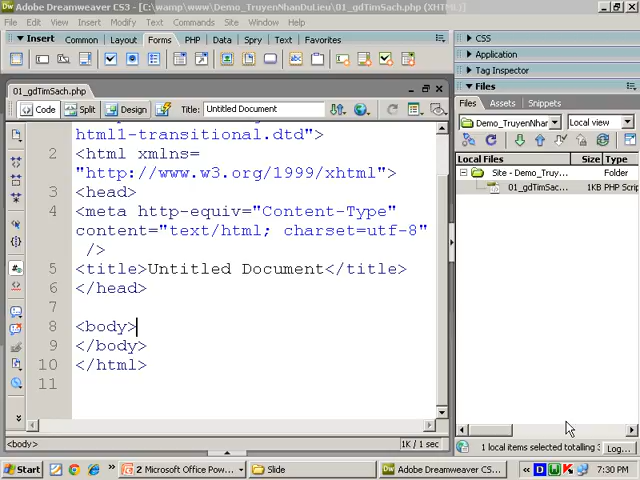 Adobe Dreamweaver CS3 - [C:\wamp\www\Demo_TruyenNhanDuLieu\01_gdTimSach.php (XHTML)]
File Edit View Insert Modify Text Commands Site Window Help
Insert Common Layout Forms PHP Data Spry Text Favorites
01_gdTimSach.php
Code Split Design Title: Untitled Document
html1-transitional.dtd">
2 <html xmlns=
"http://www.w3.org/1999/xhtml">
3 <head>
4 <meta http-equiv="Content-Type"
content="text/html; charset=utf-8"
/>
5 <title>Untitled Document</title>
6 </head>
7
8 <body>
9 </body>
10 </html>
11
<body> 1K / 1 sec
CSS
Application
Tag Inspector
Files
Files Assets Snippets
Demo_TruyenNhar Local view
Local Files Size Type
Site - Demo_Truy... Folder
01_gdTimSac... 1KB PHP Scrip
1 local items selected totalling 3 Log...
Start 2 Microsoft Office Pow... Slide Adobe Dreamweaver CS... 7:30 PM